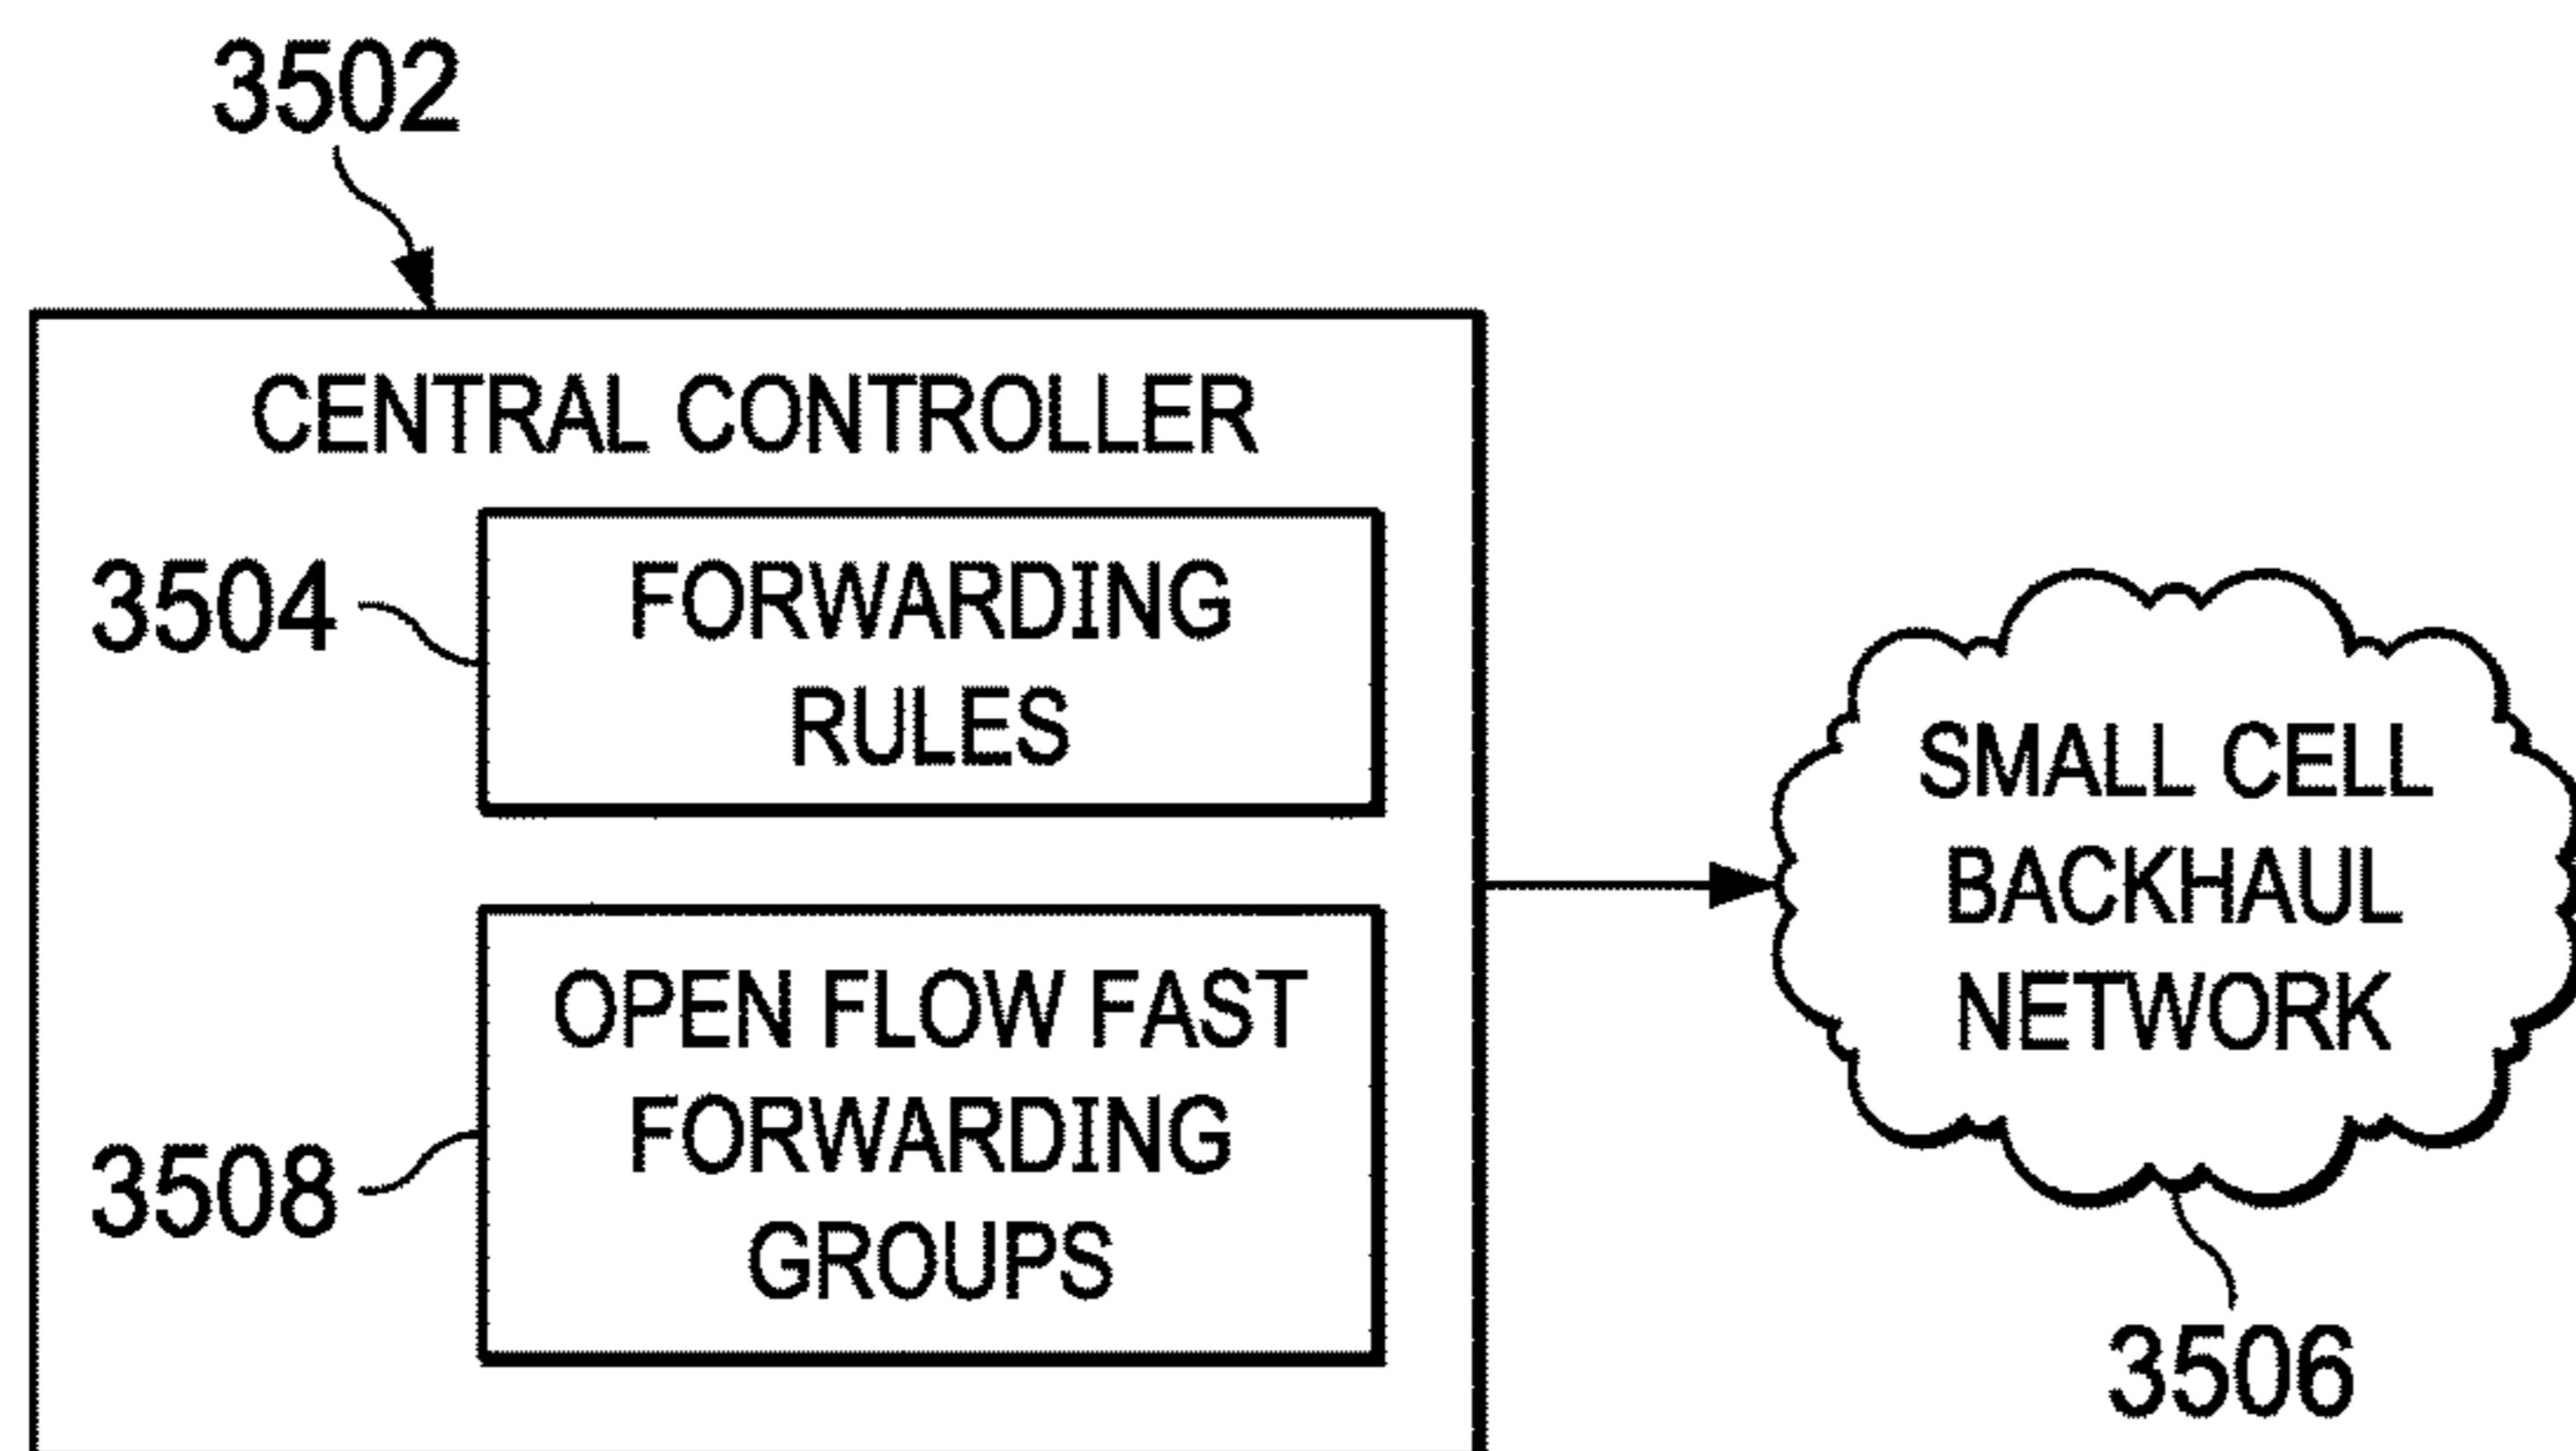 3502
CENTRAL CONTROLLER
3504
FORWARDING
RULES
3508
OPEN FLOW FAST
FORWARDING
GROUPS
SMALL CELL
BACKHAUL
NETWORK
3506